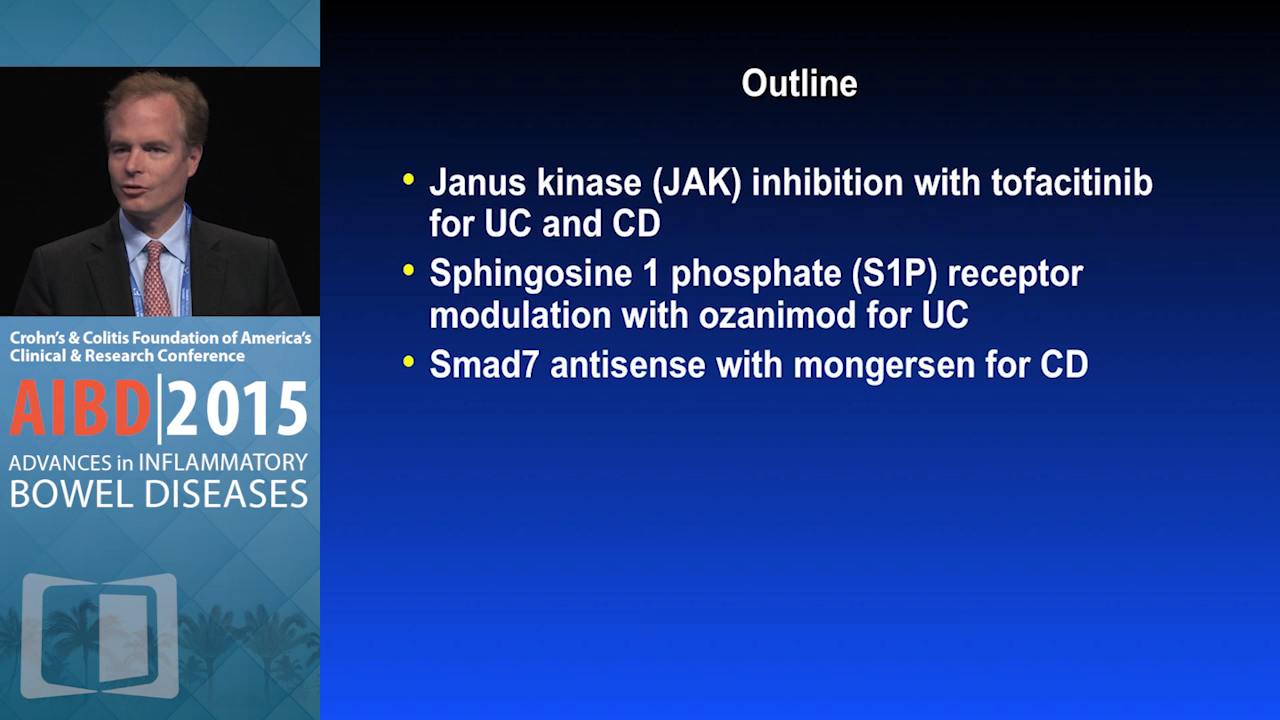 Crohn's & Colitis Foundation of America's
Clinical & Research Conference
AIBD|2015
ADVANCES in INFLAMMATORY
BOWEL DISEASES
Outline
• Janus kinase (JAK) inhibition with tofacitinib
for UC and CD
• Sphingosine 1 phosphate (S1P) receptor
modulation with ozanimod for UC
• Smad7 antisense with mongersen for CD